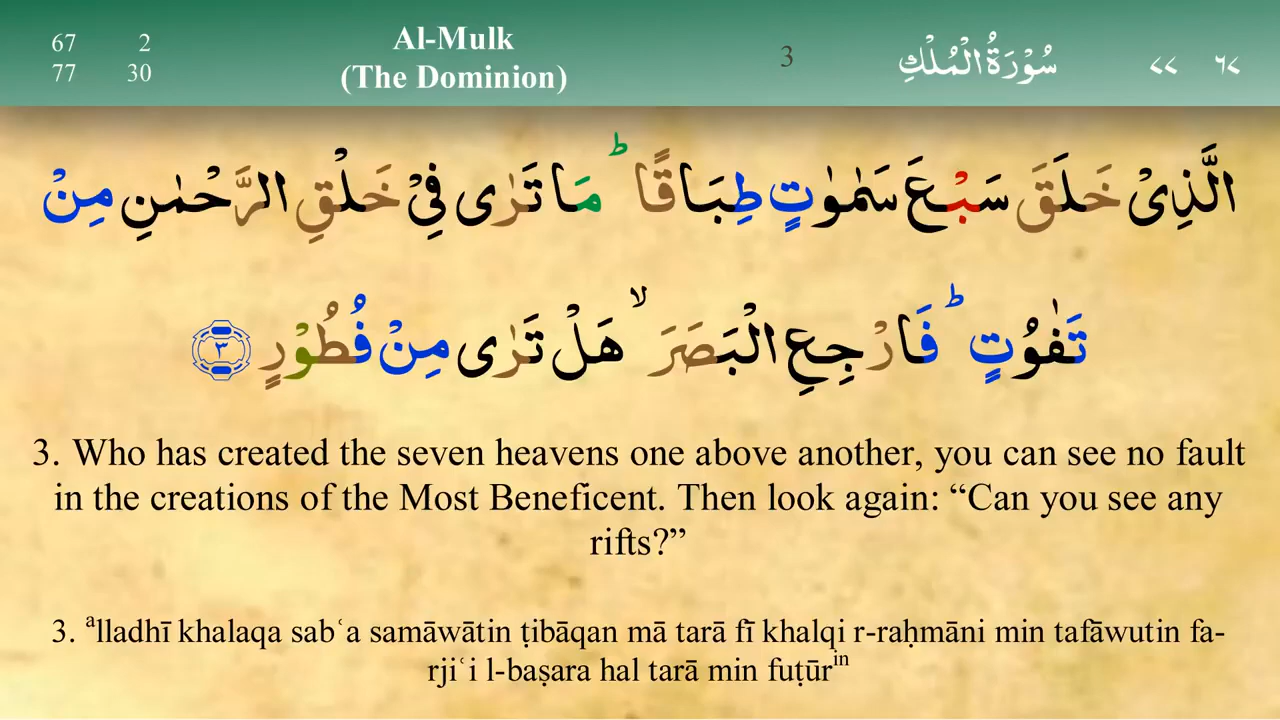 67 2
77 30
Al-Mulk
(The Dominion)
3
سُوْرَةُ الْمُلْكِ
٧٧ ٦٧
الَّذِىْ خَلَقَ سَبْعَ سَمٰوٰتٍ طِبَاقًا ؕ مَا تَرٰى فِىْ خَلْقِ الرَّحْمٰنِ مِنْ
تَفٰوُتٍ ؕ فَارْجِعِ الْبَصَرَ ۙ هَلْ تَرٰى مِنْ فُطُوْرٍ ٣
3. Who has created the seven heavens one above another, you can see no fault
in the creations of the Most Beneficent. Then look again: “Can you see any
rifts?”
3. ᵃlladhī khalaqa sabʿa samāwātin ṭibāqan mā tarā fī khalqi r-raḥmāni min tafāwutin fa-
rjiʿi l-baṣara hal tarā min fuṭūrⁱⁿ